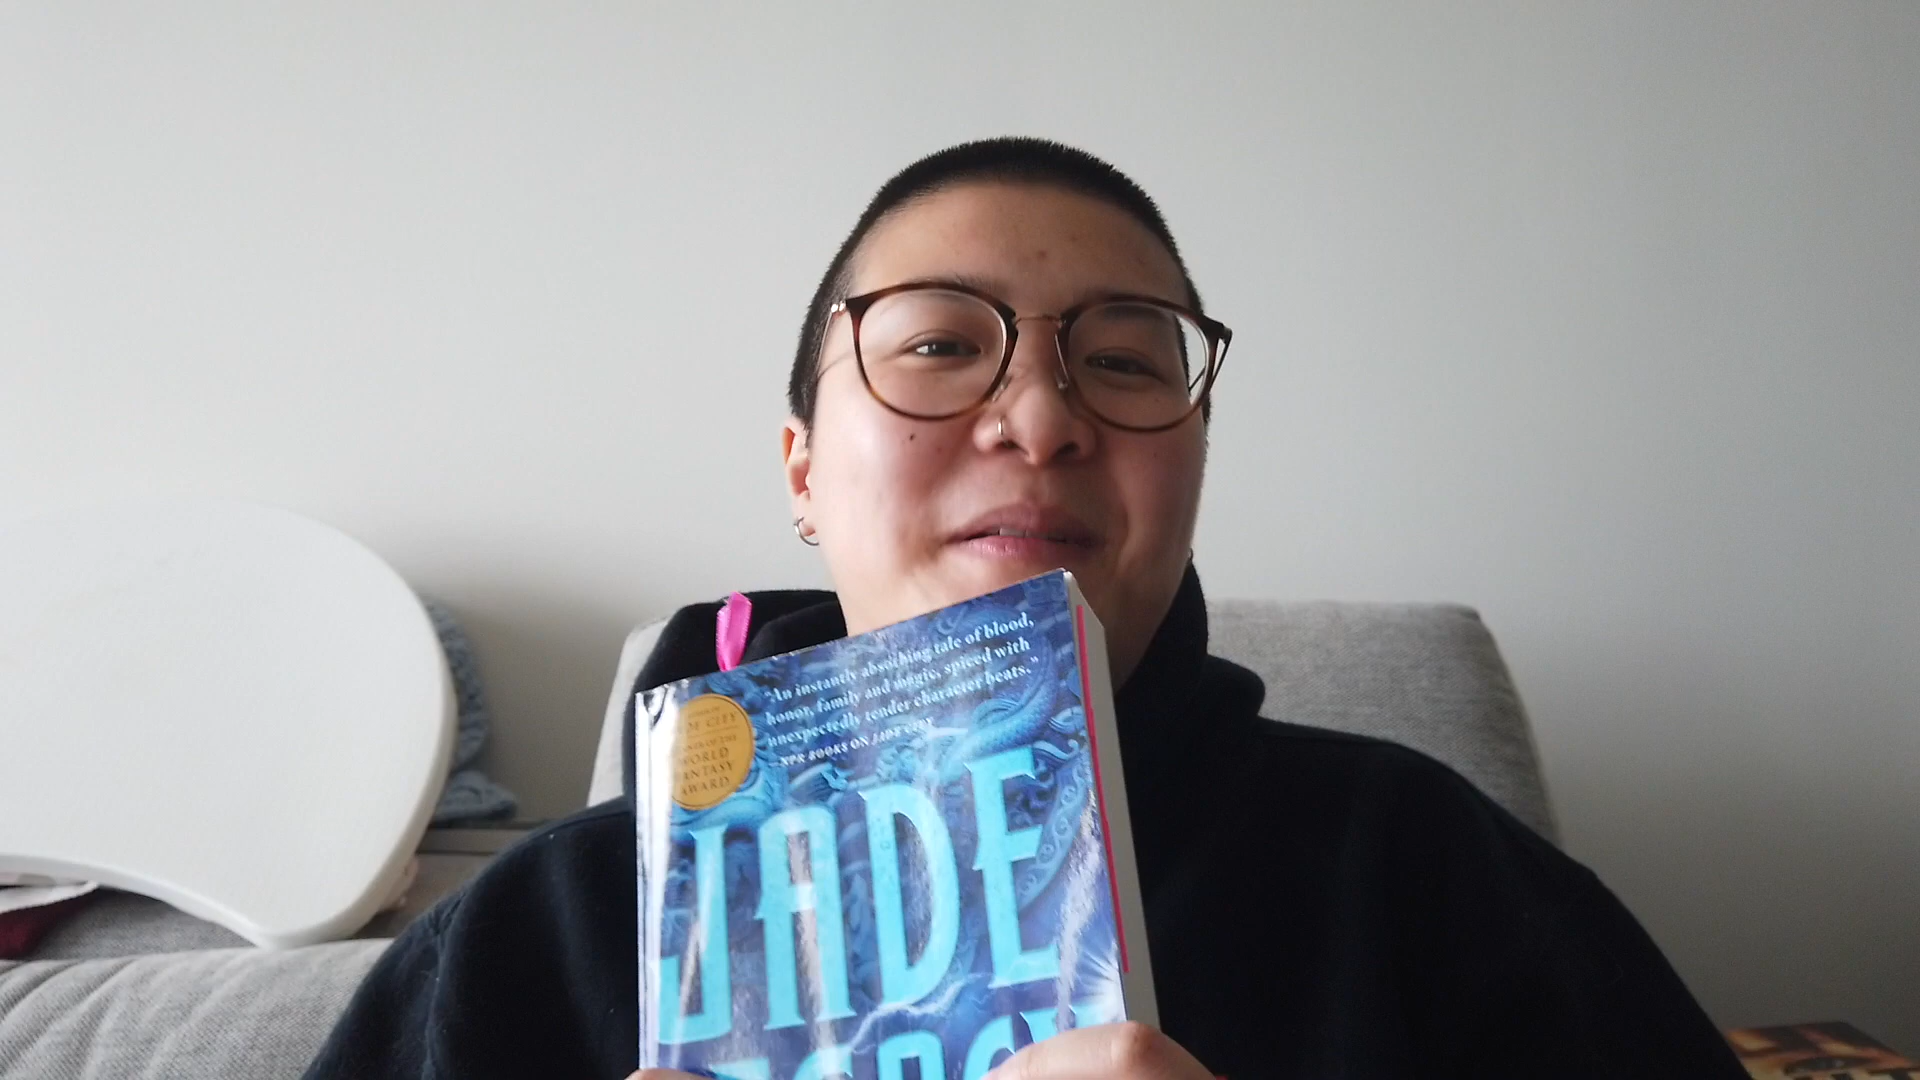 "An instantly absorbing tale of blood,
honor, family and magic, spiced with
unexpectedly tender character beats."
—NPR BOOKS ON JADE CITY
CITY
WORLD
FANTASY
AWARD
JADE